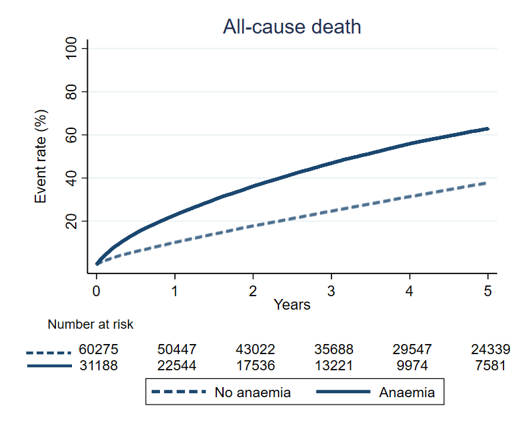 All-cause death
Event rate (%)
100
80
60
40
20
0 1 2 3 4 5
Years
Number at risk
60275 50447 43022 35688 29547 24339
31188 22544 17536 13221 9974 7581
No anaemia Anaemia